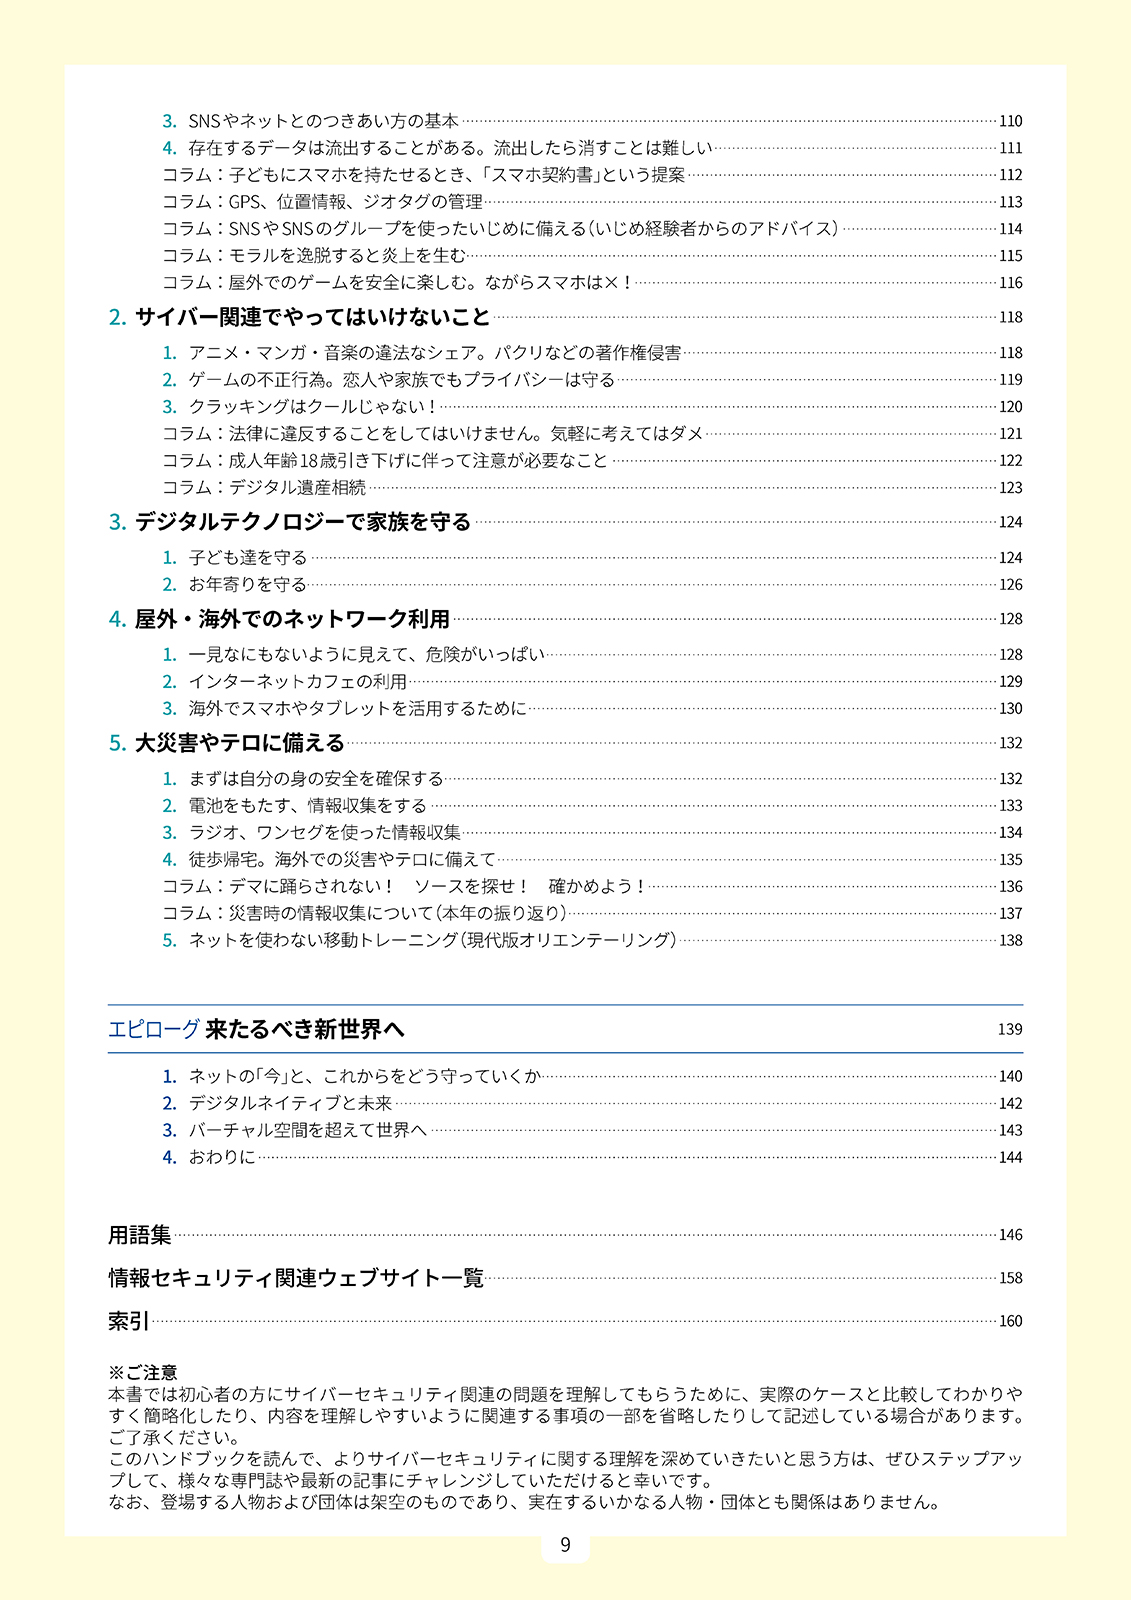 3. SNSやネットとのつきあい方の基本 110
4. 存在するデータは流出することがある。流出したら消すことは難しい 111
コラム：子どもにスマホを持たせるとき、「スマホ契約書」という提案 112
コラム：GPS、位置情報、ジオタグの管理 113
コラム：SNSやSNSのグループを使ったいじめに備える（いじめ経験者からのアドバイス） 114
コラム：モラルを逸脱すると炎上を生む 115
コラム：屋外でのゲームを安全に楽しむ。ながらスマホは×！ 116
2. サイバー関連でやってはいけないこと 118
1. アニメ・マンガ・音楽の違法なシェア。パクリなどの著作権侵害 118
2. ゲームの不正行為。恋人や家族でもプライバシーは守る 119
3. クラッキングはクールじゃない！ 120
コラム：法律に違反することをしてはいけません。気軽に考えてはダメ 121
コラム：成人年齢18歳引き下げに伴って注意が必要なこと 122
コラム：デジタル遺産相続 123
3. デジタルテクノロジーで家族を守る 124
1. 子ども達を守る 124
2. お年寄りを守る 126
4. 屋外・海外でのネットワーク利用 128
1. 一見なにもないように見えて、危険がいっぱい 128
2. インターネットカフェの利用 129
3. 海外でスマホやタブレットを活用するために 130
5. 大災害やテロに備える 132
1. まずは自分の身の安全を確保する 132
2. 電池をもたす、情報収集をする 133
3. ラジオ、ワンセグを使った情報収集 134
4. 徒歩帰宅。海外での災害やテロに備えて 135
コラム：デマに踊らされない！　ソースを探せ！　確かめよう！ 136
コラム：災害時の情報収集について（本年の振り返り） 137
5. ネットを使わない移動トレーニング（現代版オリエンテーリング） 138
エピローグ 来たるべき新世界へ 139
1. ネットの「今」と、これからをどう守っていくか 140
2. デジタルネイティブと未来 142
3. バーチャル空間を超えて世界へ 143
4. おわりに 144
用語集 146
情報セキュリティ関連ウェブサイト一覧 158
索引 160
※ご注意
本書では初心者の方にサイバーセキュリティ関連の問題を理解してもらうために、実際のケースと比較してわかりや
すく簡略化したり、内容を理解しやすいように関連する事項の一部を省略したりして記述している場合があります。
ご了承ください。
このハンドブックを読んで、よりサイバーセキュリティに関する理解を深めていきたいと思う方は、ぜひステップアッ
プして、様々な専門誌や最新の記事にチャレンジしていただけると幸いです。
なお、登場する人物および団体は架空のものであり、実在するいかなる人物・団体とも関係はありません。
9